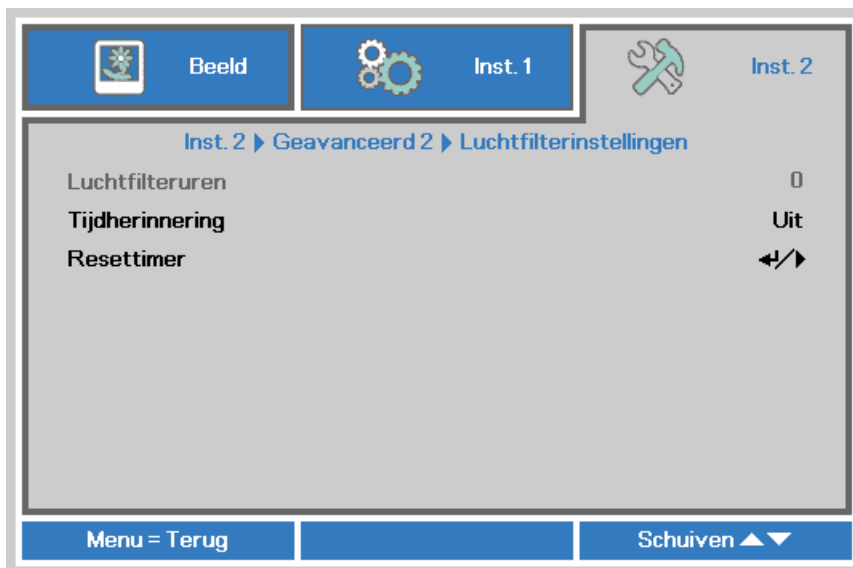 Beeld
Inst. 1
Inst. 2
Inst. 2 ▶ Geavanceerd 2 ▶ Luchtfilterinstellingen
Luchtfilteruren 0
Tijdherinnering Uit
Resettimer ↵/▶
Menu = Terug
Schuiven ▲▼